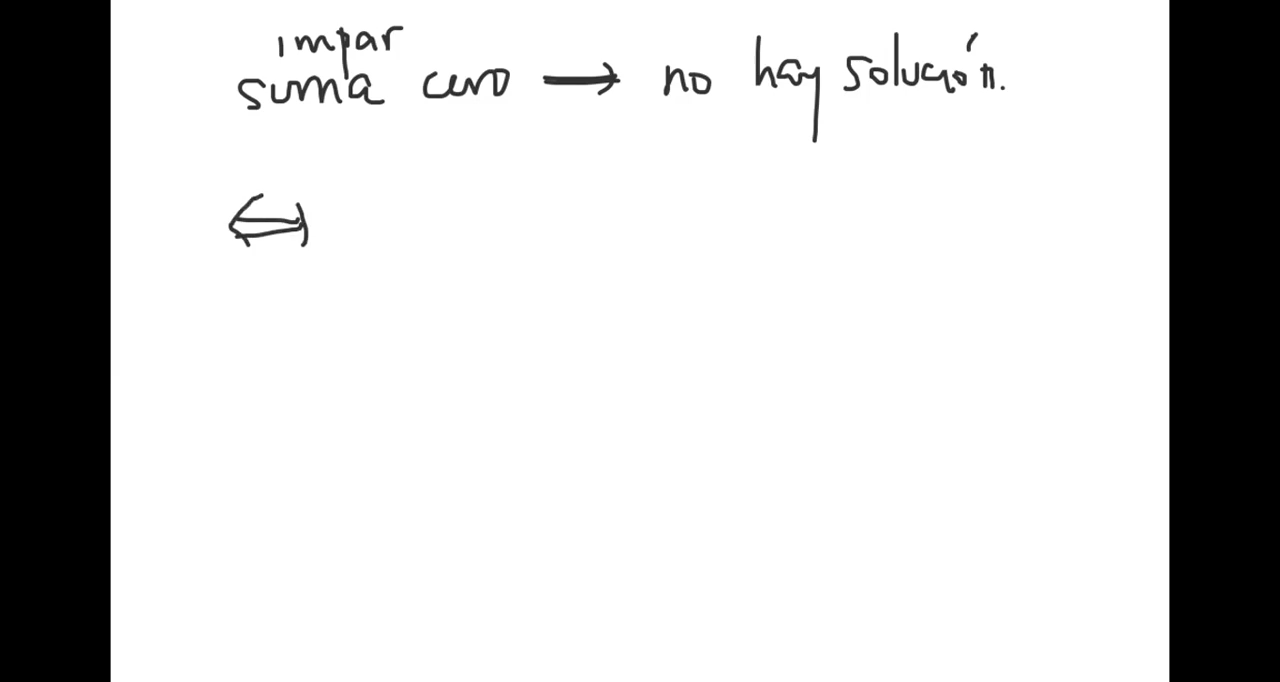 impar
suma cero → no hay solución.
⇔